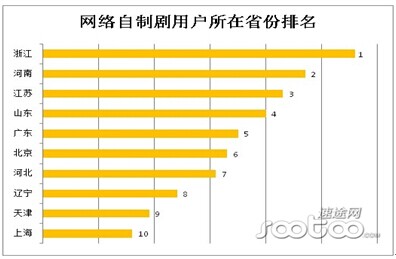 网络自制剧用户所在省份排名
浙江 1
河南 2
江苏 3
山东 4
广东 5
北京 6
河北 7
辽宁 8
天津 9
上海 10
速途网
sootoo